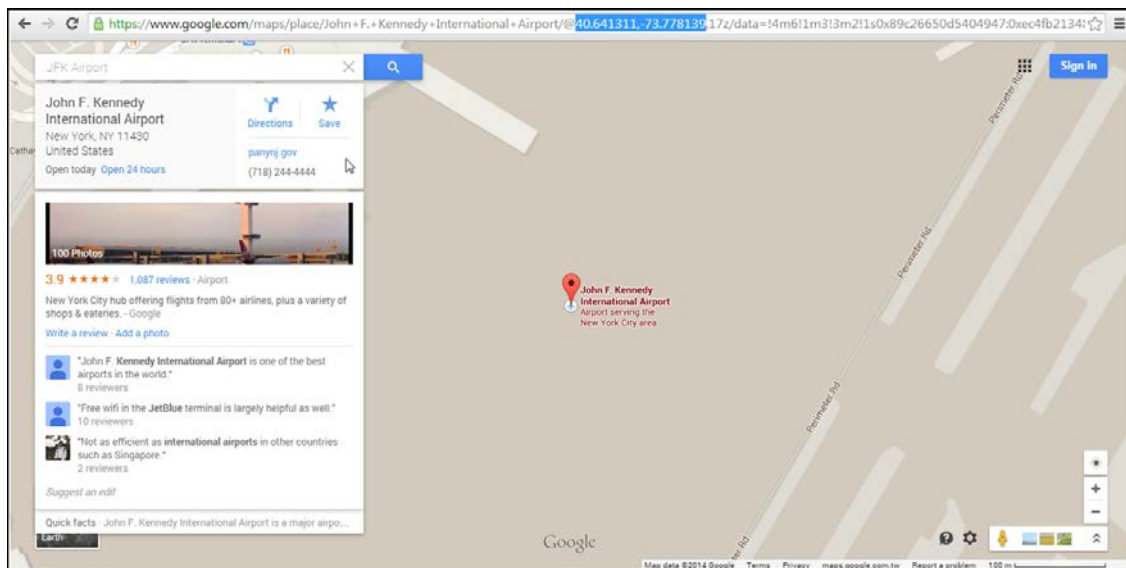 https://www.google.com/maps/place/John+F.+Kennedy+International+Airport/@40.641311,-73.778139,17z/data=!4m6!1m3!3m2!1s0x89c26650d5404947:0xec4fb2134
JFK Airport
Sign in
John F. Kennedy
International Airport
New York, NY 11430
United States
Open today Open 24 hours
Directions
Save
panynj.gov
(718) 244-4444
100 Photos
3.9 1,087 reviews · Airport
New York City hub offering flights from 80+ airlines, plus a variety of
shops & eateries. - Google
Write a review · Add a photo
"John F. Kennedy International Airport is one of the best
airports in the world."
8 reviewers
"Free wifi in the JetBlue terminal is largely helpful as well."
10 reviewers
"Not as efficient as international airports in other countries
such as Singapore."
2 reviewers
Suggest an edit
Quick facts · John F. Kennedy International Airport is a major airpo...
Earth
John F. Kennedy
International Airport
Airport serving the
New York City area
Perimeter Rd
Perimeter Rd
Perimeter Rd
Rd
Google
Map data ©2014 Google Terms Privacy maps.google.com.tw Report a problem 100 m